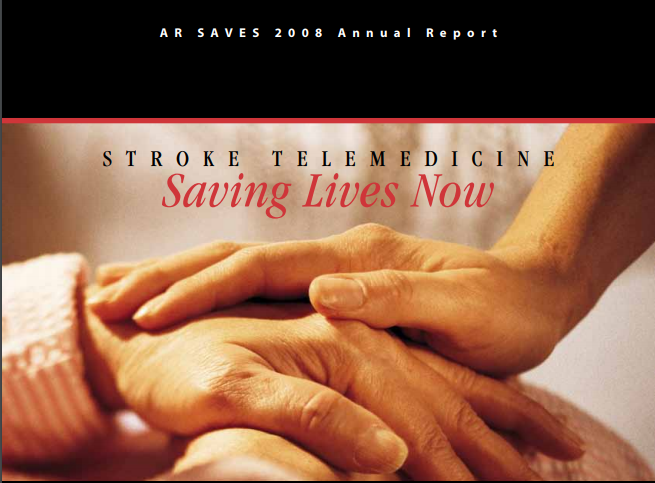 AR SAVES 2008 Annual Report
STROKE TELEMEDICINE
Saving Lives Now